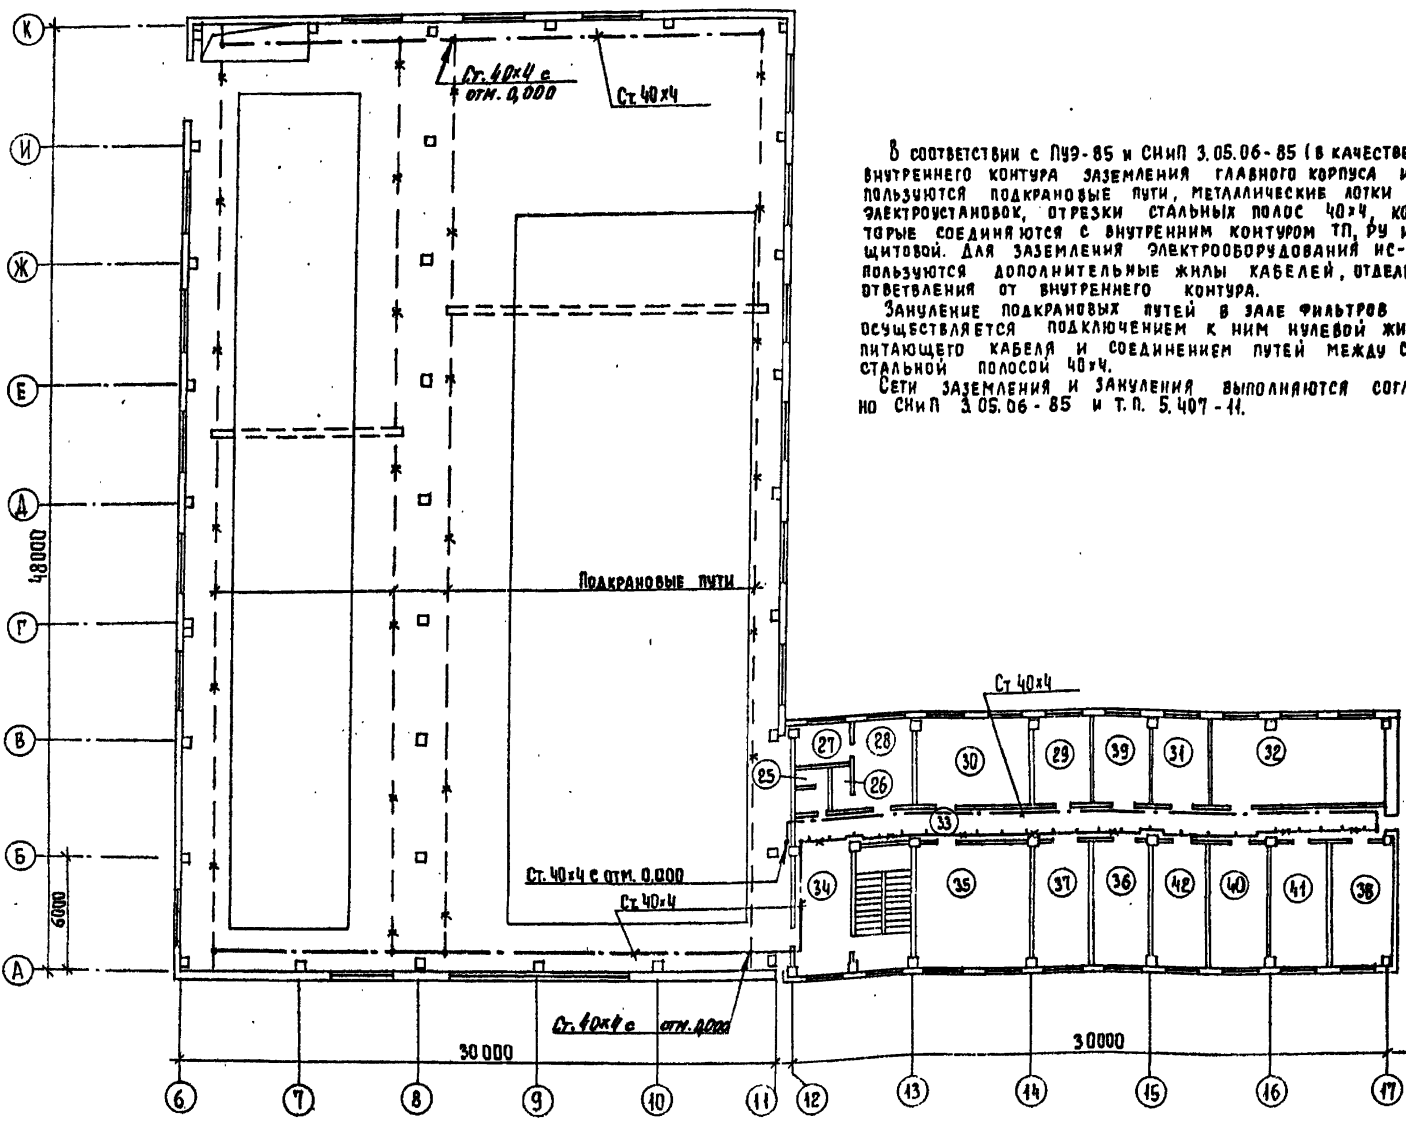 К
И
Ж
Е
Д
Г
В
Б
А
48000
6000
Ст. 40×4 с
отм. 0,000
Ст. 40×4
В соответствии с ПУЭ-85 и СНиП 3.05.06-85 (в качестве
внутреннего контура заземления главного корпуса и
пользуются подкрановые пути, металлические лотки
электроустановок, отрезки стальных полос 40×4, ко
торые соединяются с внутренним контуром ТП, РУ и
щитовой. Для заземления электрооборудования ис-
пользуются дополнительные жилы кабелей, отдел
ответвления от внутреннего контура.
Зануление подкрановых путей в зале фильтров
осуществляется подключением к ним нулевой жи
питающего кабеля и соединением путей между с
стальной полосой 40×4.
Сети заземления и зануления выполняются согл
но СНиП 3.05.06-85 и т.п. 5.407-11.
Подкрановые пути
Ст. 40×4
27
28
30
29
39
31
32
25
26
33
Ст. 40×4 с отм. 0.000
Ст. 40×4
34
35
37
36
42
40
41
38
Ст. 40×4 с отм. 0,000
30 000
30000
6
7
8
9
10
11
12
13
14
15
16
17